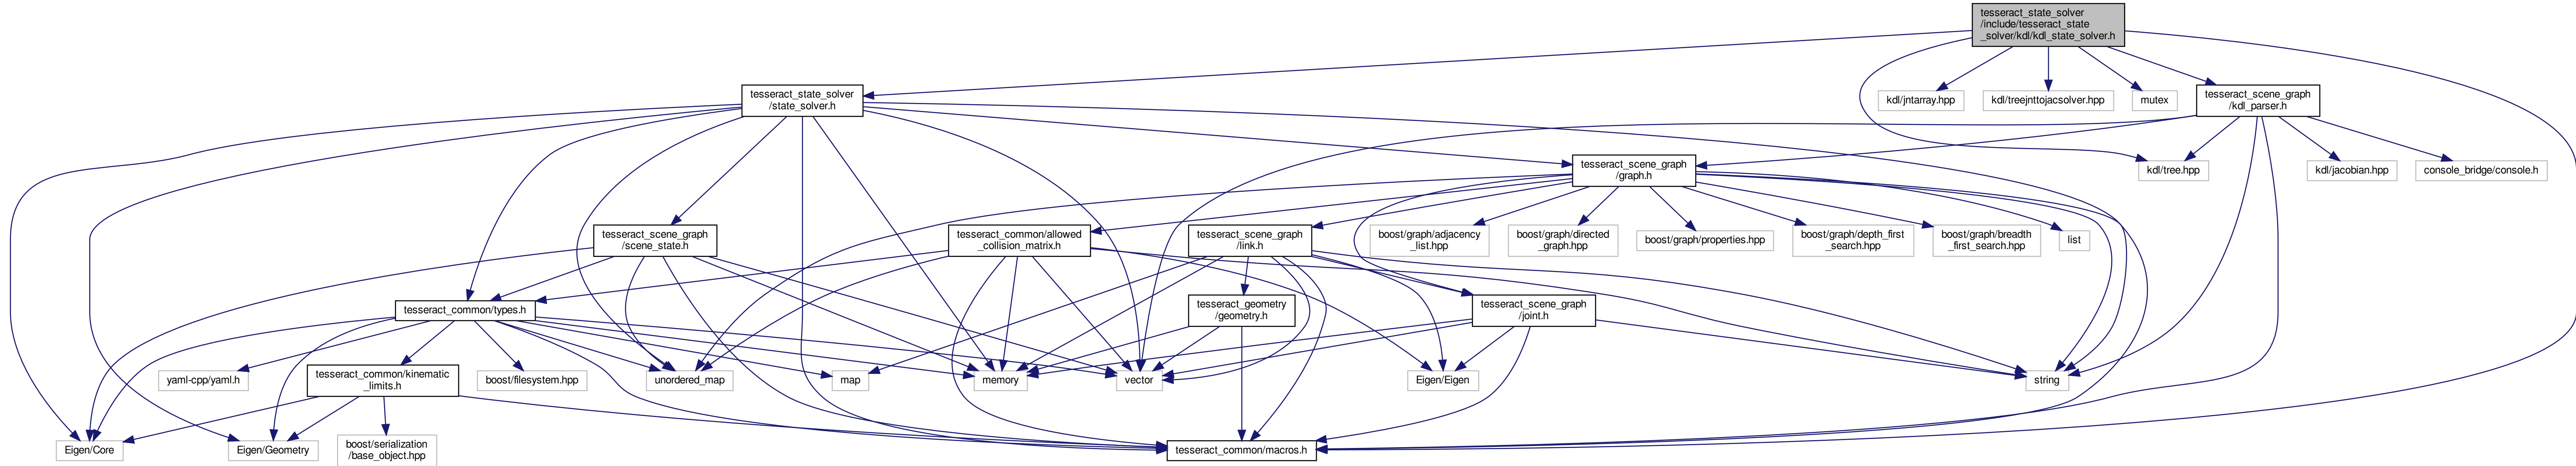 tesseract_state_solver
/include/tesseract_state
_solver/kdl/kdl_state_solver.h
tesseract_state_solver
/state_solver.h
kdl/jntarray.hpp
kdl/treejnttojacsolver.hpp
mutex
tesseract_scene_graph
/kdl_parser.h
tesseract_scene_graph
/graph.h
kdl/tree.hpp
kdl/jacobian.hpp
console_bridge/console.h
tesseract_scene_graph
/scene_state.h
tesseract_common/allowed
_collision_matrix.h
tesseract_scene_graph
/link.h
boost/graph/adjacency
_list.hpp
boost/graph/directed
_graph.hpp
boost/graph/properties.hpp
boost/graph/depth_first
_search.hpp
boost/graph/breadth
_first_search.hpp
list
tesseract_common/types.h
tesseract_geometry
/geometry.h
tesseract_scene_graph
/joint.h
yaml-cpp/yaml.h
tesseract_common/kinematic
_limits.h
boost/filesystem.hpp
unordered_map
map
memory
vector
Eigen/Eigen
string
Eigen/Core
Eigen/Geometry
boost/serialization
/base_object.hpp
tesseract_common/macros.h